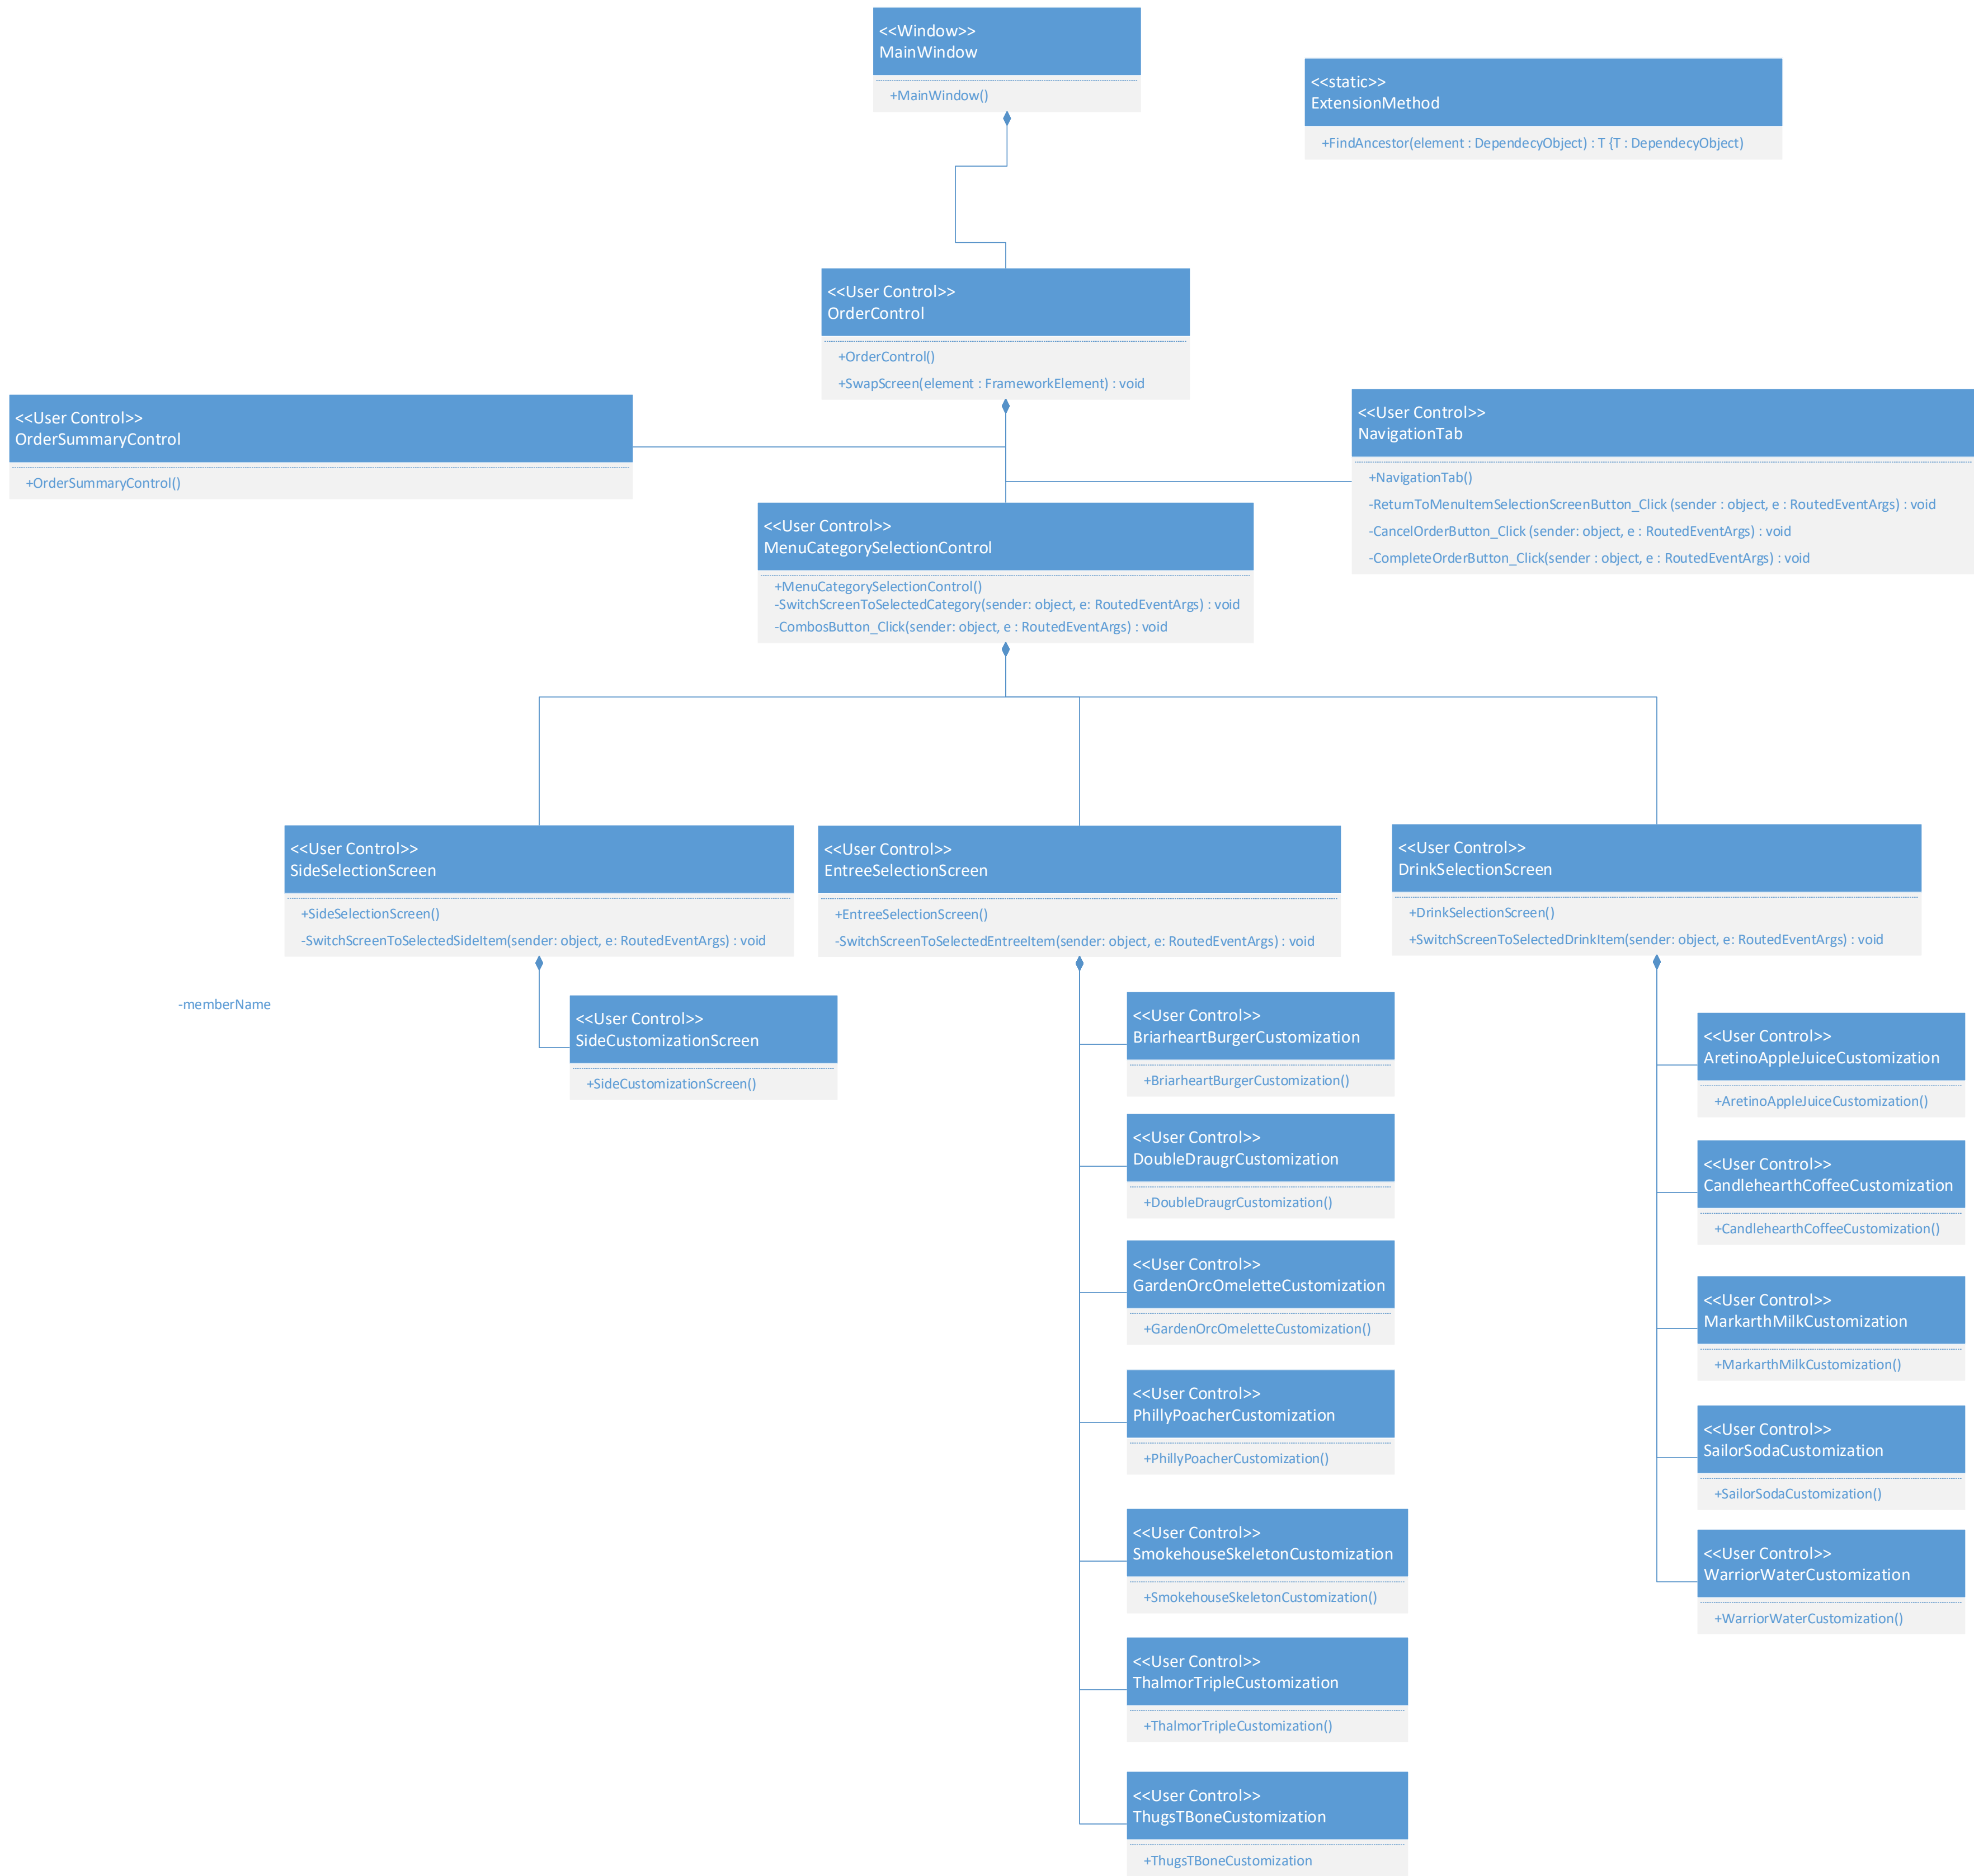 <<Window>>
MainWindow
+MainWindow()
<<static>>
ExtensionMethod
+FindAncestor(element : DependecyObject) : T {T : DependecyObject)
<<User Control>>
OrderControl
+OrderControl()
+SwapScreen(element : FrameworkElement) : void
<<User Control>>
OrderSummaryControl
+OrderSummaryControl()
<<User Control>>
NavigationTab
+NavigationTab()
-ReturnToMenuItemSelectionScreenButton_Click (sender : object, e : RoutedEventArgs) : void
-CancelOrderButton_Click (sender: object, e : RoutedEventArgs) : void
-CompleteOrderButton_Click(sender : object, e : RoutedEventArgs) : void
<<User Control>>
MenuCategorySelectionControl
+MenuCategorySelectionControl()
-SwitchScreenToSelectedCategory(sender: object, e: RoutedEventArgs) : void
-CombosButton_Click(sender: object, e : RoutedEventArgs) : void
<<User Control>>
SideSelectionScreen
+SideSelectionScreen()
-SwitchScreenToSelectedSideItem(sender: object, e: RoutedEventArgs) : void
<<User Control>>
EntreeSelectionScreen
+EntreeSelectionScreen()
-SwitchScreenToSelectedEntreeItem(sender: object, e: RoutedEventArgs) : void
<<User Control>>
DrinkSelectionScreen
+DrinkSelectionScreen()
+SwitchScreenToSelectedDrinkItem(sender: object, e: RoutedEventArgs) : void
-memberName
<<User Control>>
SideCustomizationScreen
+SideCustomizationScreen()
<<User Control>>
BriarheartBurgerCustomization
+BriarheartBurgerCustomization()
<<User Control>>
DoubleDraugrCustomization
+DoubleDraugrCustomization()
<<User Control>>
GardenOrcOmeletteCustomization
+GardenOrcOmeletteCustomization()
<<User Control>>
PhillyPoacherCustomization
+PhillyPoacherCustomization()
<<User Control>>
SmokehouseSkeletonCustomization
+SmokehouseSkeletonCustomization()
<<User Control>>
ThalmorTripleCustomization
+ThalmorTripleCustomization()
<<User Control>>
ThugsTBoneCustomization
+ThugsTBoneCustomization
<<User Control>>
AretinoAppleJuiceCustomization
+AretinoAppleJuiceCustomization()
<<User Control>>
CandlehearthCoffeeCustomization
+CandlehearthCoffeeCustomization()
<<User Control>>
MarkarthMilkCustomization
+MarkarthMilkCustomization()
<<User Control>>
SailorSodaCustomization
+SailorSodaCustomization()
<<User Control>>
WarriorWaterCustomization
+WarriorWaterCustomization()